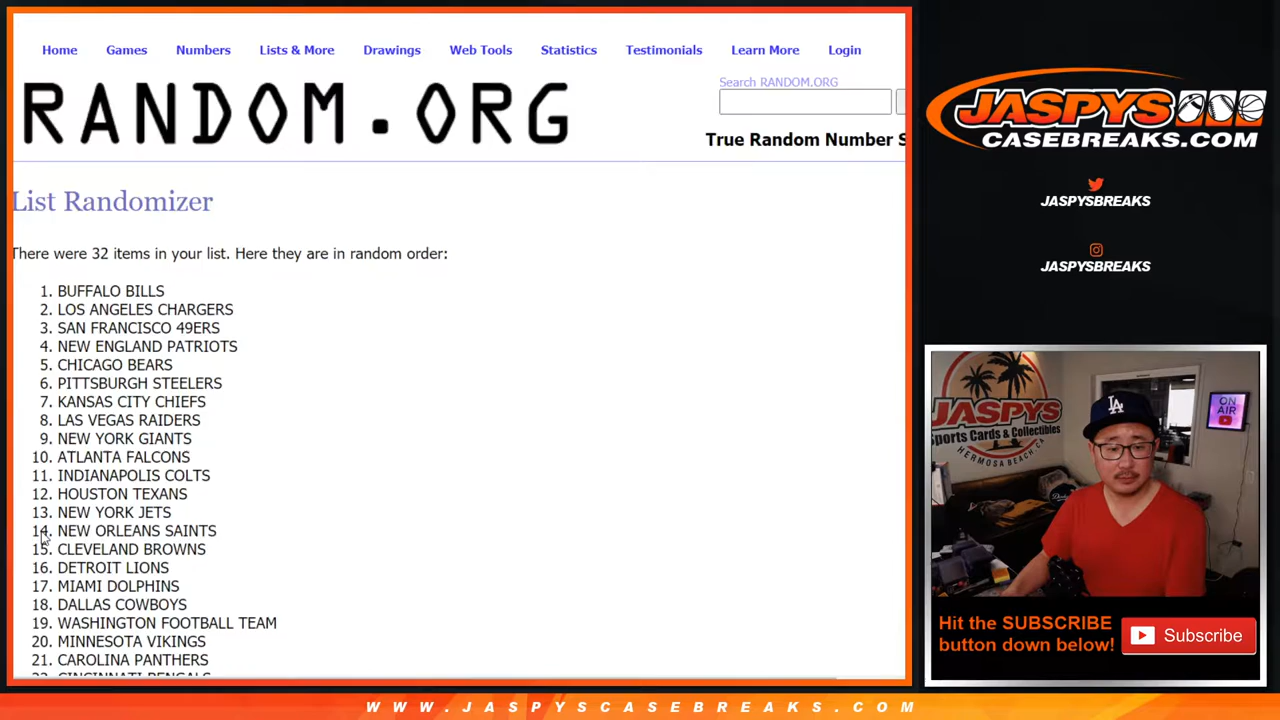 Home Games Numbers Lists & More Drawings Web Tools Statistics Testimonials Learn More Login
RANDOM.ORG
Search RANDOM.ORG
True Random Number S
List Randomizer
There were 32 items in your list. Here they are in random order:
1. BUFFALO BILLS
2. LOS ANGELES CHARGERS
3. SAN FRANCISCO 49ERS
4. NEW ENGLAND PATRIOTS
5. CHICAGO BEARS
6. PITTSBURGH STEELERS
7. KANSAS CITY CHIEFS
8. LAS VEGAS RAIDERS
9. NEW YORK GIANTS
10. ATLANTA FALCONS
11. INDIANAPOLIS COLTS
12. HOUSTON TEXANS
13. NEW YORK JETS
14. NEW ORLEANS SAINTS
15. CLEVELAND BROWNS
16. DETROIT LIONS
17. MIAMI DOLPHINS
18. DALLAS COWBOYS
19. WASHINGTON FOOTBALL TEAM
20. MINNESOTA VIKINGS
21. CAROLINA PANTHERS
22. CINCINNATI BENGALS
JASPYS
CASEBREAKS.COM
JASPYSBREAKS
JASPYSBREAKS
JASPYS
Sports Cards & Collectibles
HERMOSA BEACH, CA
LA
ON
AIR
Hit the SUBSCRIBE
button down below!
Subscribe
WWW.JASPYSCASEBREAKS.COM